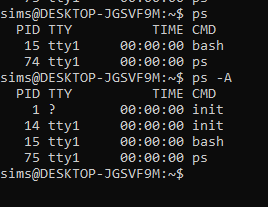 sims@DESKTOP-JGSVF9M:~$ ps
  PID TTY          TIME CMD
   15 tty1     00:00:00 bash
   74 tty1     00:00:00 ps
sims@DESKTOP-JGSVF9M:~$ ps -A
  PID TTY          TIME CMD
    1 ?        00:00:00 init
   14 tty1     00:00:00 init
   15 tty1     00:00:00 bash
   75 tty1     00:00:00 ps
sims@DESKTOP-JGSVF9M:~$